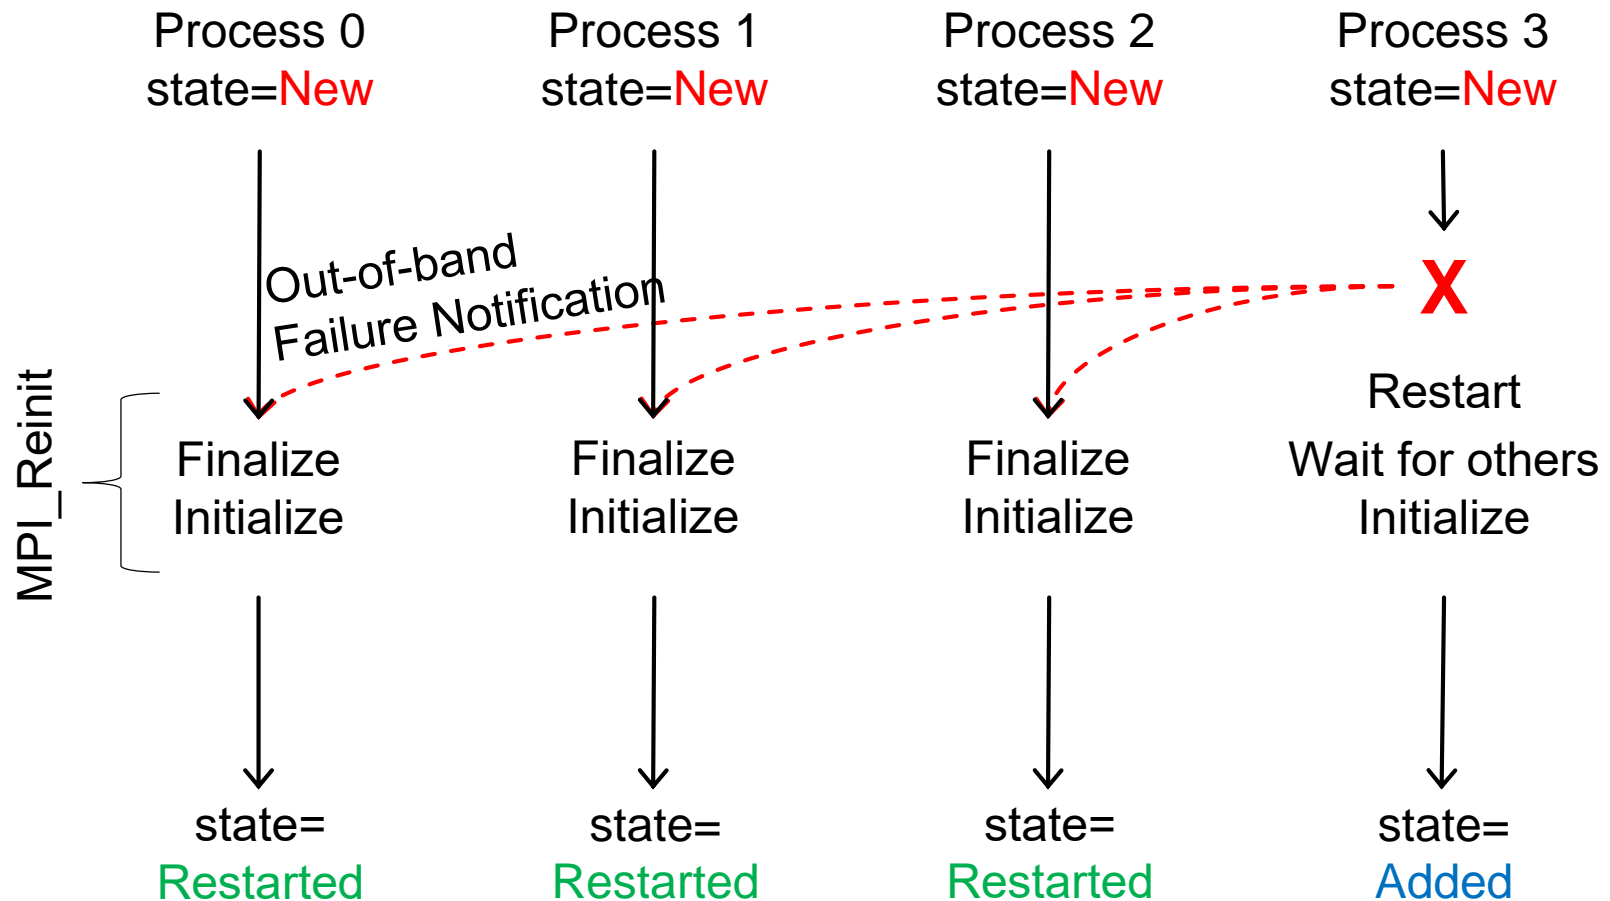 Process 0
state=New
Process 1
state=New
Process 2
state=New
Process 3
state=New
Out-of-band
Failure Notification
X
MPI_Reinit
Finalize
Initialize
Finalize
Initialize
Finalize
Initialize
Restart
Wait for others
Initialize
state=
Restarted
state=
Restarted
state=
Restarted
state=
Added